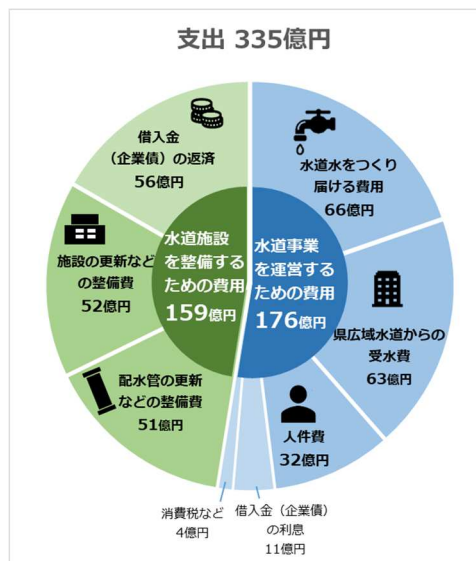 支出 335億円
借入金
（企業債）の返済
56億円
水道水をつくり
届ける費用
66億円
施設の更新など
の整備費
52億円
水道施設
を整備する
ための費用
159億円
水道事業
を運営する
ための費用
176億円
県広域水道からの
受水費
63億円
配水管の更新
などの整備費
51億円
人件費
32億円
消費税など
4億円
借入金（企業債）
の利息
11億円